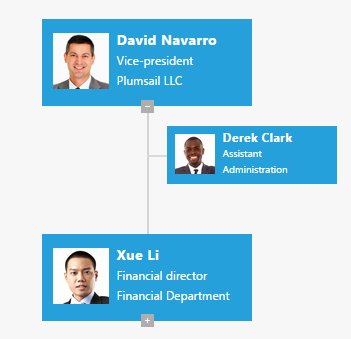 David Navarro
Vice-president
Plumsail LLC
Derek Clark
Assistant
Administration
Xue Li
Financial director
Financial Department